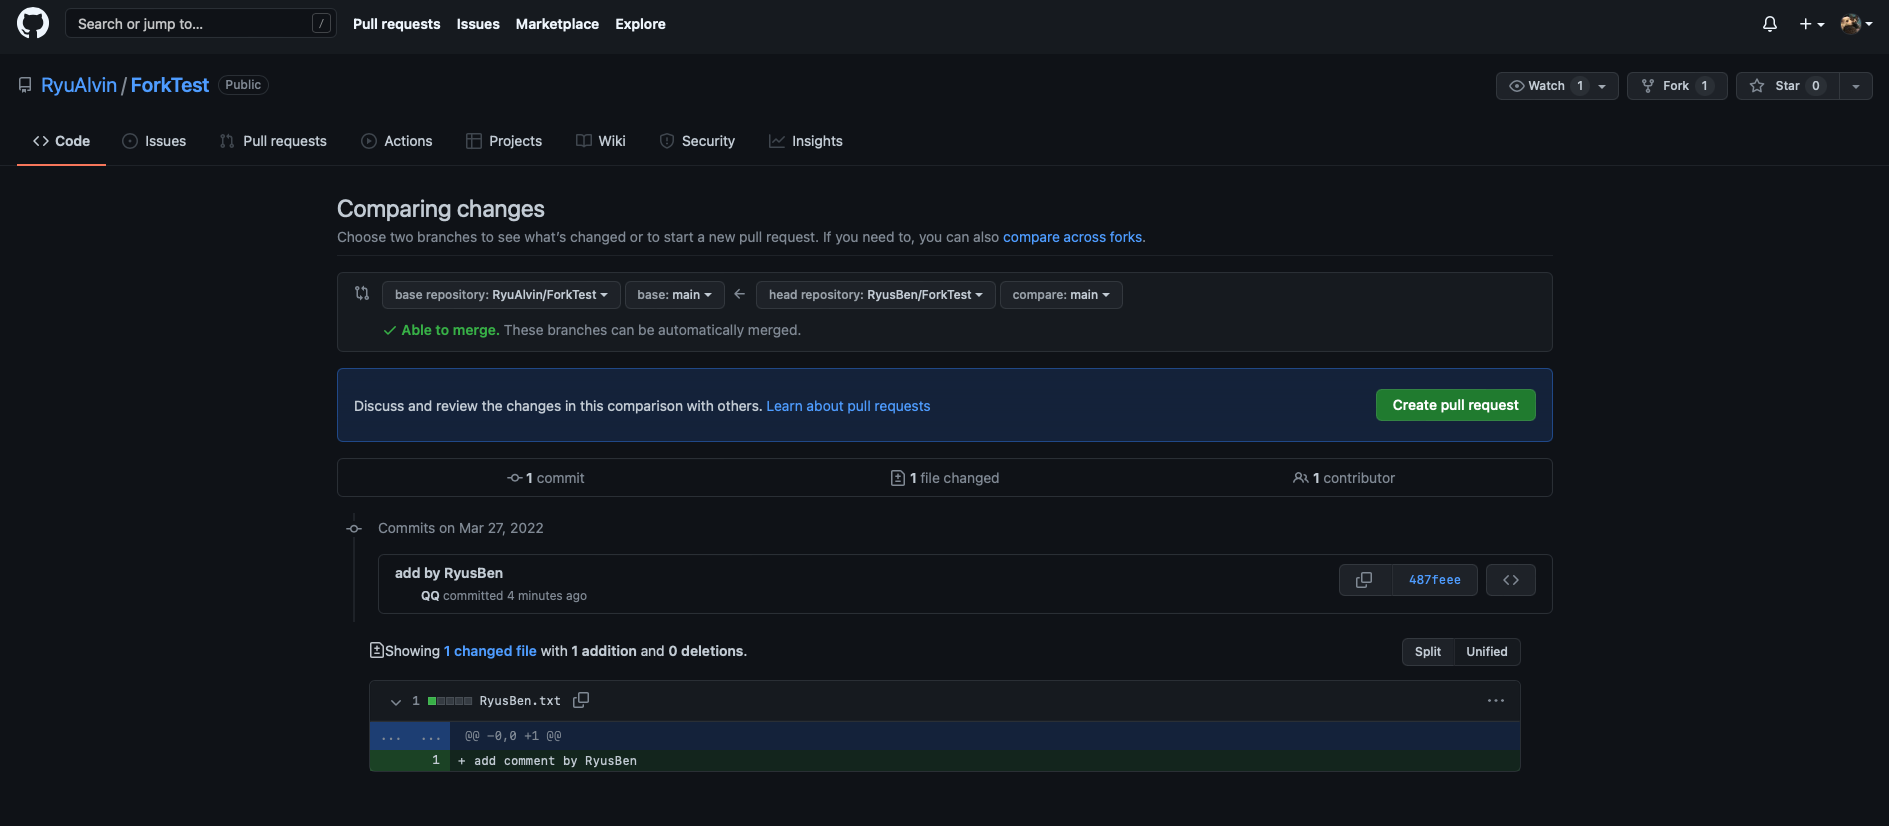 Search or jump to... / Pull requests Issues Marketplace Explore
RyuAlvin / ForkTest Public Watch 1 Fork 1 Star 0
Code Issues Pull requests Actions Projects Wiki Security Insights
Comparing changes
Choose two branches to see what's changed or to start a new pull request. If you need to, you can also compare across forks.
base repository: RyuAlvin/ForkTest base: main ← head repository: RyusBen/ForkTest compare: main
Able to merge. These branches can be automatically merged.
Discuss and review the changes in this comparison with others. Learn about pull requests Create pull request
1 commit 1 file changed 1 contributor
Commits on Mar 27, 2022
add by RyusBen
QQ committed 4 minutes ago 487feee
Showing 1 changed file with 1 addition and 0 deletions. Split Unified
1 RyusBen.txt ...
... ... @@ -0,0 +1 @@
1 + add comment by RyusBen